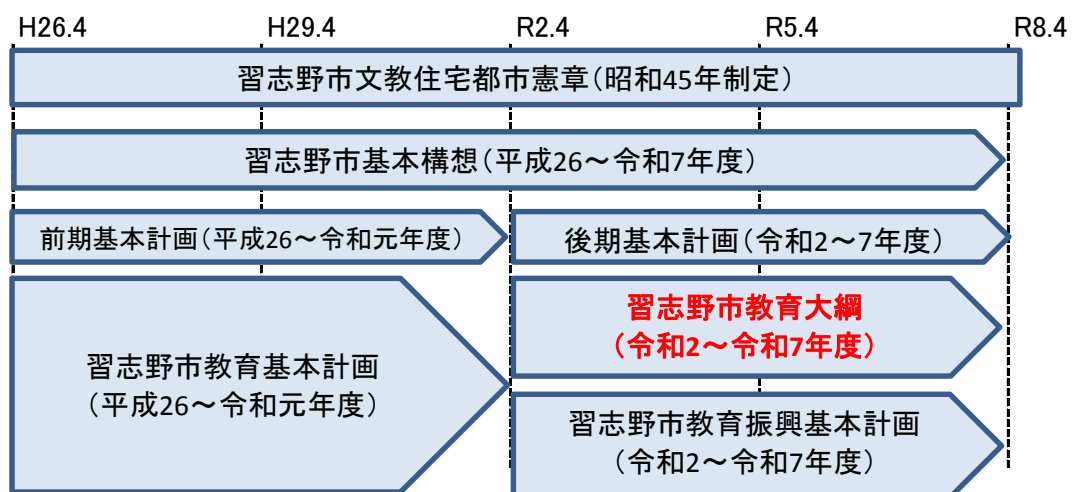 H26.4 H29.4 R2.4 R5.4 R8.4
習志野市文教住宅都市憲章（昭和45年制定）
習志野市基本構想（平成26～令和7年度）
前期基本計画（平成26～令和元年度）
後期基本計画（令和2～7年度）
習志野市教育基本計画
（平成26～令和元年度）
習志野市教育大綱
（令和2～令和7年度）
習志野市教育振興基本計画
（令和2～令和7年度）